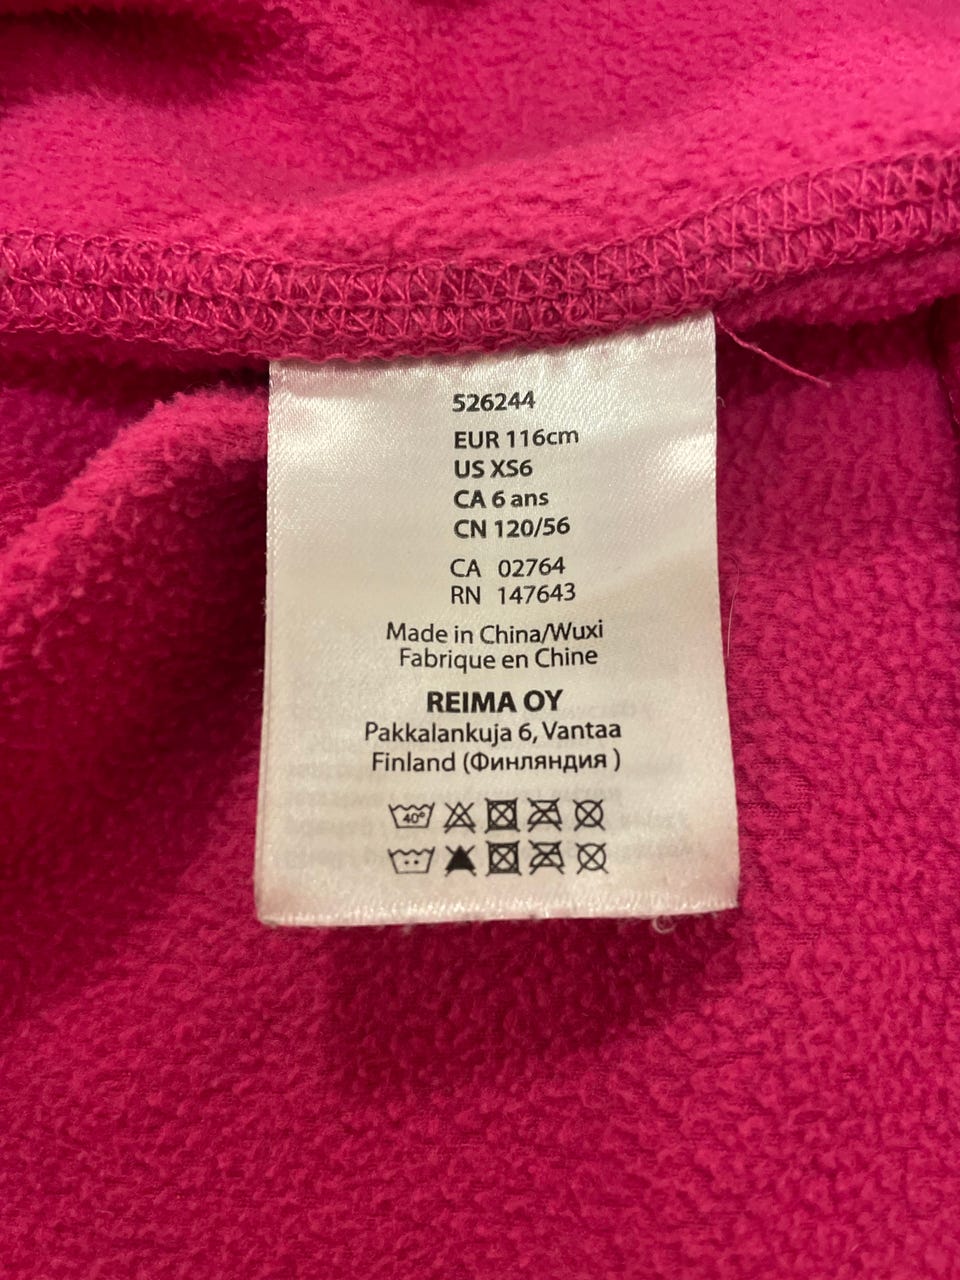 526244
EUR 116cm
US XS6
CA 6 ans
CN 120/56
CA 02764
RN 147643
Made in China/Wuxi
Fabrique en Chine
REIMA OY
Pakkalankuja 6, Vantaa
Finland (Финляндия )
40°